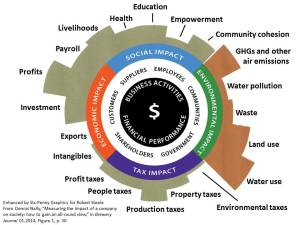 Education
Health
Empowerment
Livelihoods
Community cohesion
Payroll
GHGs and other
air emissions
Profits
Water pollution
Investment
Waste
Exports
Land use
Intangibles
Water use
Profit taxes
People taxes
Property taxes
Environmental taxes
Production taxes
SOCIAL IMPACT
ENVIRONMENTAL IMPACT
TAX IMPACT
ECONOMIC IMPACT
SUPPLIERS
EMPLOYEES
COMMUNITIES
GOVERNMENT
SHAREHOLDERS
CUSTOMERS
BUSINESS ACTIVITIES
$
FINANCIAL PERFORMANCE
Enhanced by Six-Penny Graphics for Robert Steele
From Dennis Nally, "Measuring the impact of a company
on society: how to gain an all-round view," in Brewery
Journal 01.2014, Figure 1, p. 30